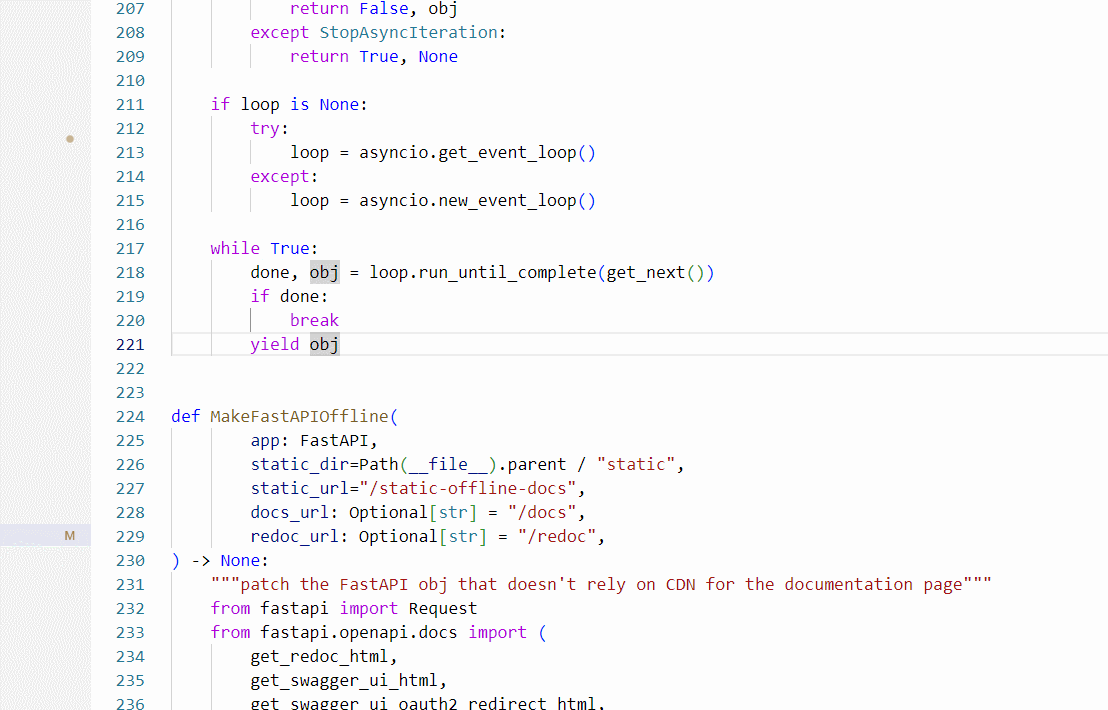 207 return False, obj
208 except StopAsyncIteration:
209 return True, None
210
211 if loop is None:
212 try:
213 loop = asyncio.get_event_loop()
214 except:
215 loop = asyncio.new_event_loop()
216
217 while True:
218 done, obj = loop.run_until_complete(get_next())
219 if done:
220 break
221 yield obj
222
223
224 def MakeFastAPIOffline(
225 app: FastAPI,
226 static_dir=Path(__file__).parent / "static",
227 static_url="/static-offline-docs",
228 docs_url: Optional[str] = "/docs",
M 229 redoc_url: Optional[str] = "/redoc",
230 ) -> None:
231 """patch the FastAPI obj that doesn't rely on CDN for the documentation page"""
232 from fastapi import Request
233 from fastapi.openapi.docs import (
234 get_redoc_html,
235 get_swagger_ui_html,
236 get_swagger_ui_oauth2_redirect_html,